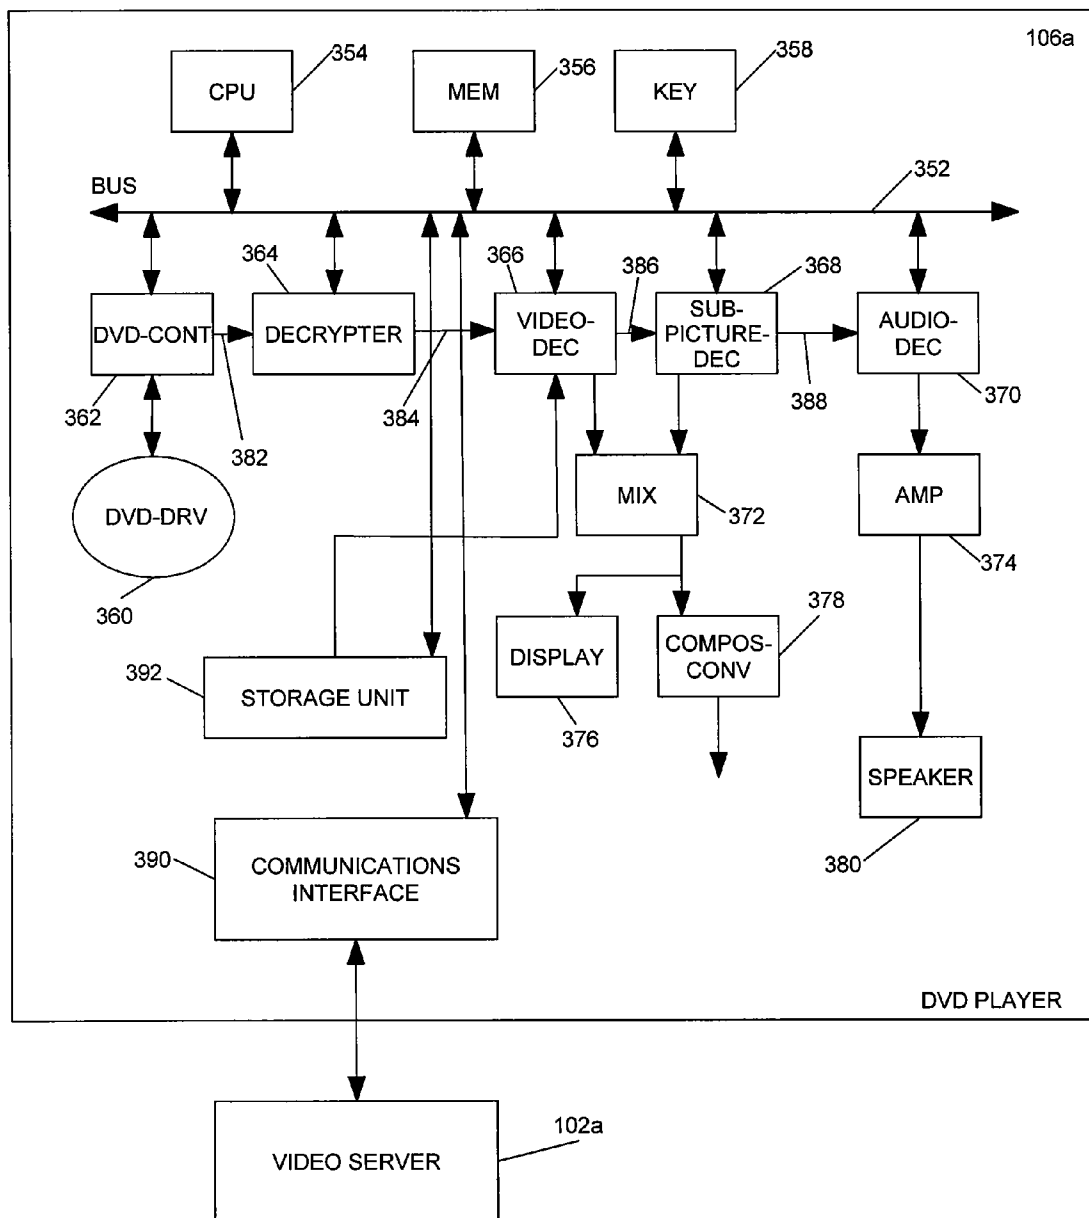 106a
354
356
358
CPU
MEM
KEY
BUS
352
364
366
386
368
DVD-CONT
DECRYPTER
VIDEO-
DEC
SUB-
PICTURE-
DEC
AUDIO-
DEC
362
382
384
388
370
DVD-DRV
MIX
372
AMP
374
360
378
392
STORAGE UNIT
DISPLAY
COMPOS-
CONV
376
SPEAKER
380
390
COMMUNICATIONS
INTERFACE
DVD PLAYER
102a
VIDEO SERVER